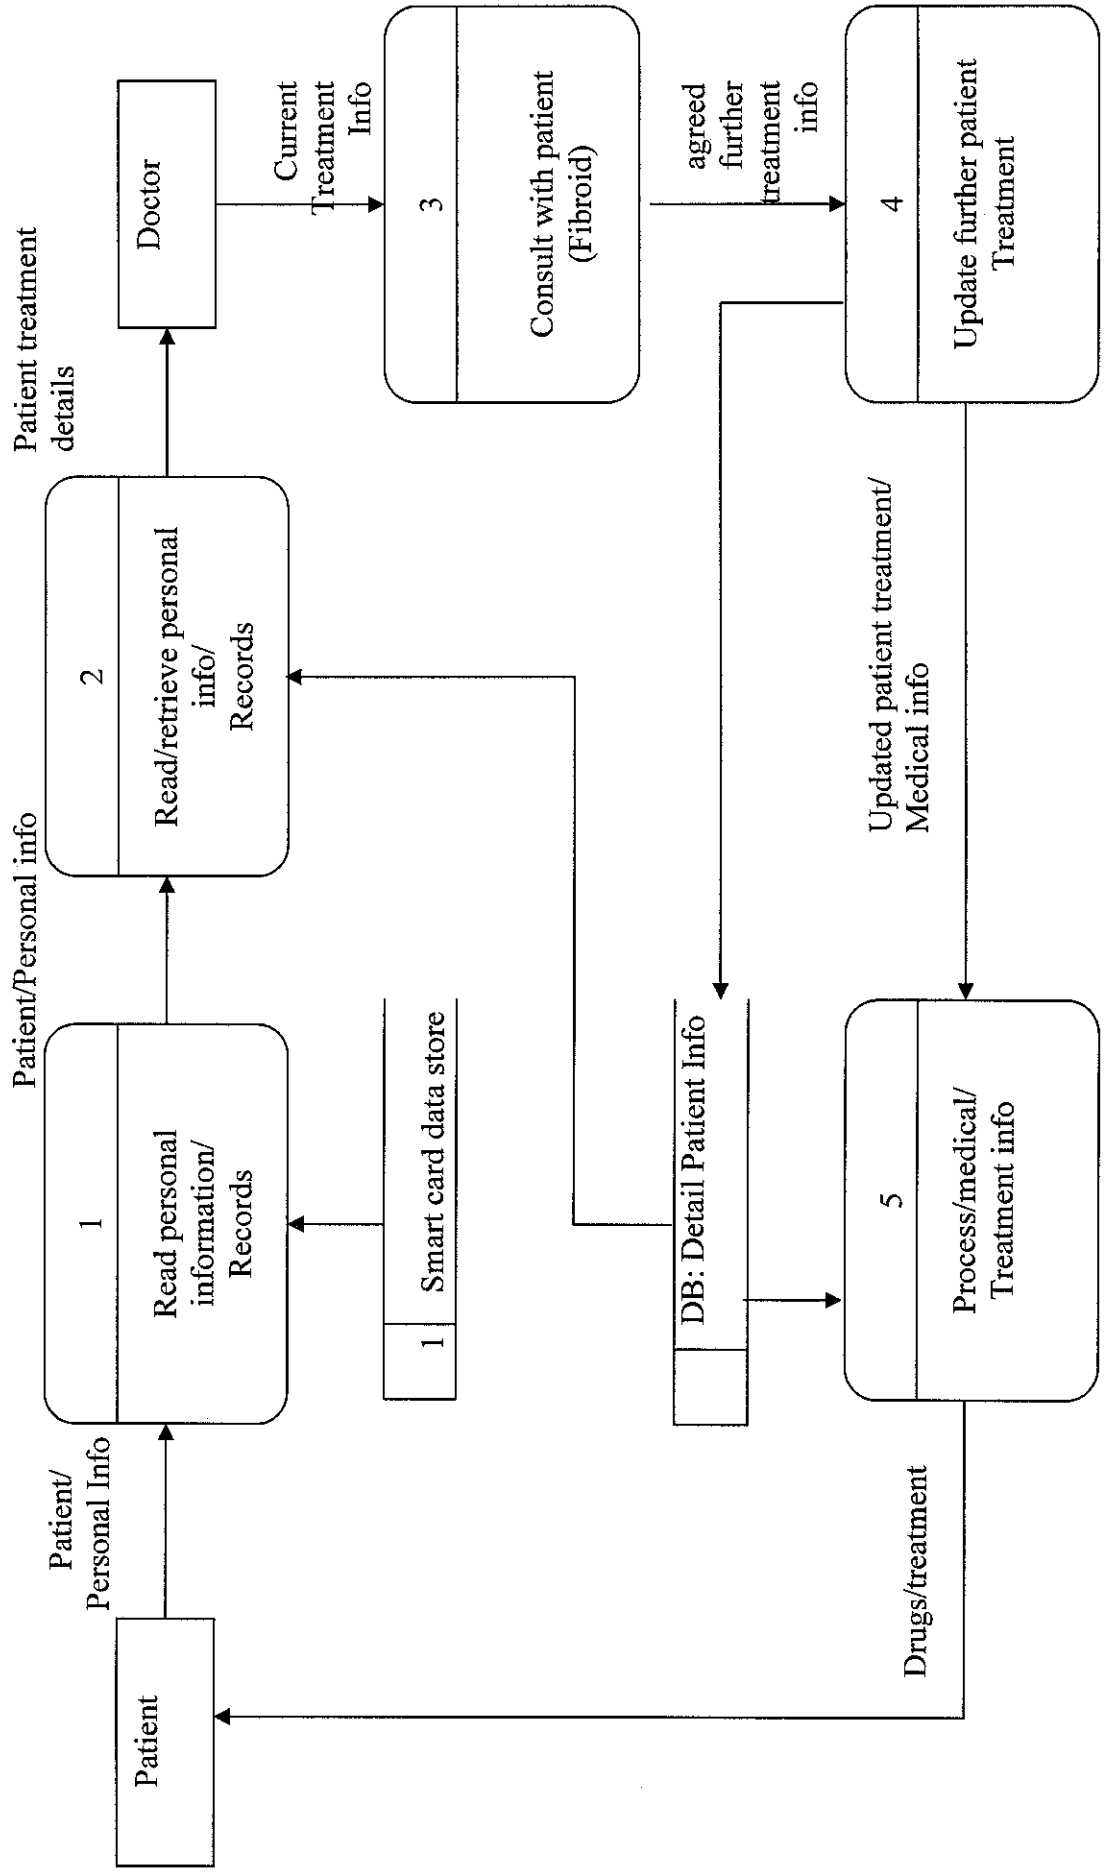 Patient
Patient/
Personal Info
1
Read personal
information/
Records
Patient/Personal info
2
Read/retrieve personal
info/
Records
Patient treatment
details
Doctor
1
Smart card data store
Current
Treatment
Info
3
Consult with patient
(Fibroid)
DB: Detail Patient Info
agreed
further
treatment
info
Drugs/treatment
5
Process/medical/
Treatment info
Updated patient treatment/
Medical info
4
Update further patient
Treatment